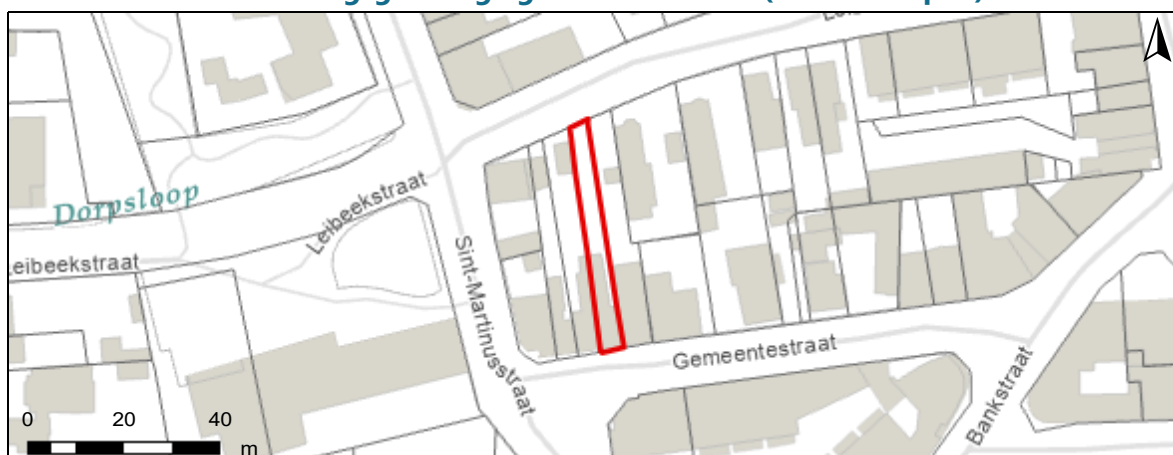 Dorpsloop
Leibeekstraat
Leibeekstraat
Sint-Martinusstraat
Gemeentestraat
Bankstraat
0 20 40
m